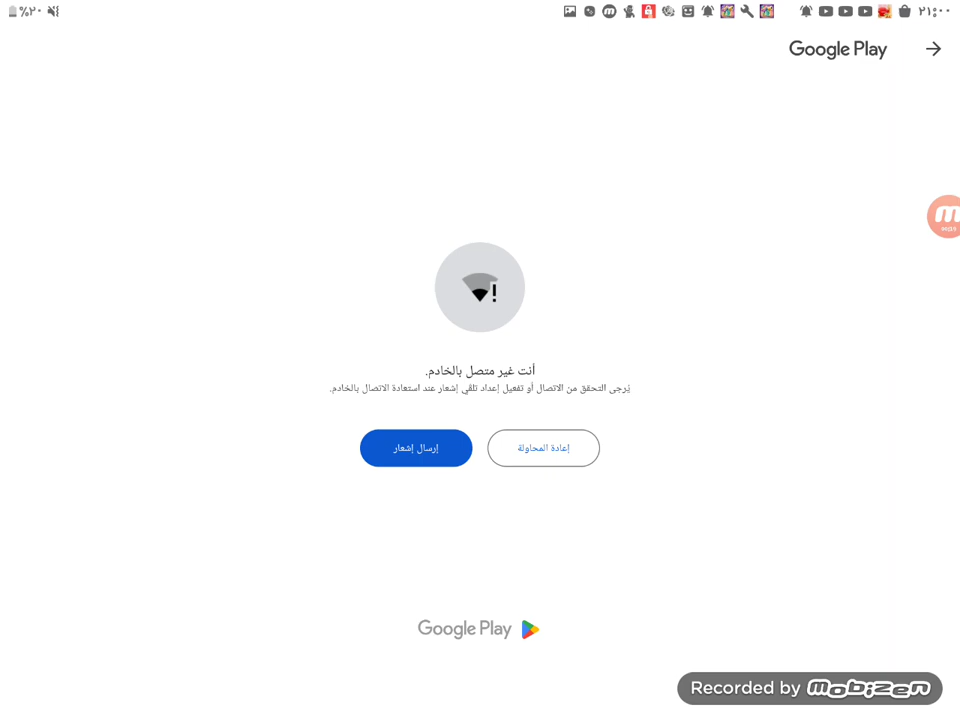 ٢١:٠٠
٪٢٠
Google Play
أنت غير متصل بالخادم.
يُرجى التحقق من الاتصال أو تفعيل إعداد تلقّي إشعار عند استعادة الاتصال بالخادم.
إعادة المحاولة
إرسال إشعار
Google Play
Recorded by mobizen